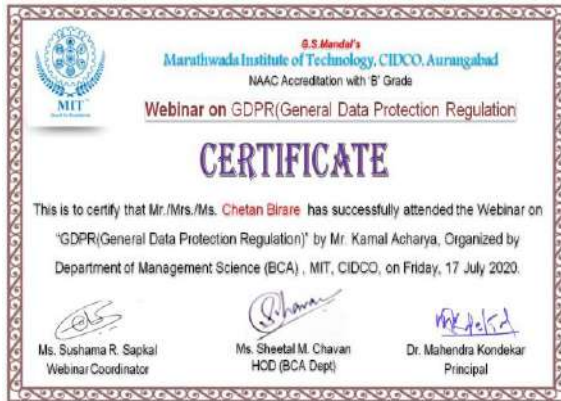 G.S.Mandal's
Marathwada Institute of Technology, CIDCO, Aurangabad
NAAC Accreditation with 'B' Grade
MIT
Webinar on GDPR(General Data Protection Regulation
CERTIFICATE
This is to certify that Mr./Mrs./Ms. Chetan Birare has successfully attended the Webinar on
"GDPR(General Data Protection Regulation)" by Mr. Kamal Acharya, Organized by
Department of Management Science (BCA) , MIT, CIDCO, on Friday, 17 July 2020.
Ms. Sushama R. Sapkal
Webinar Coordinator
Ms. Sheetal M. Chavan
HOD (BCA Dept)
Dr. Mahendra Kondekar
Principal